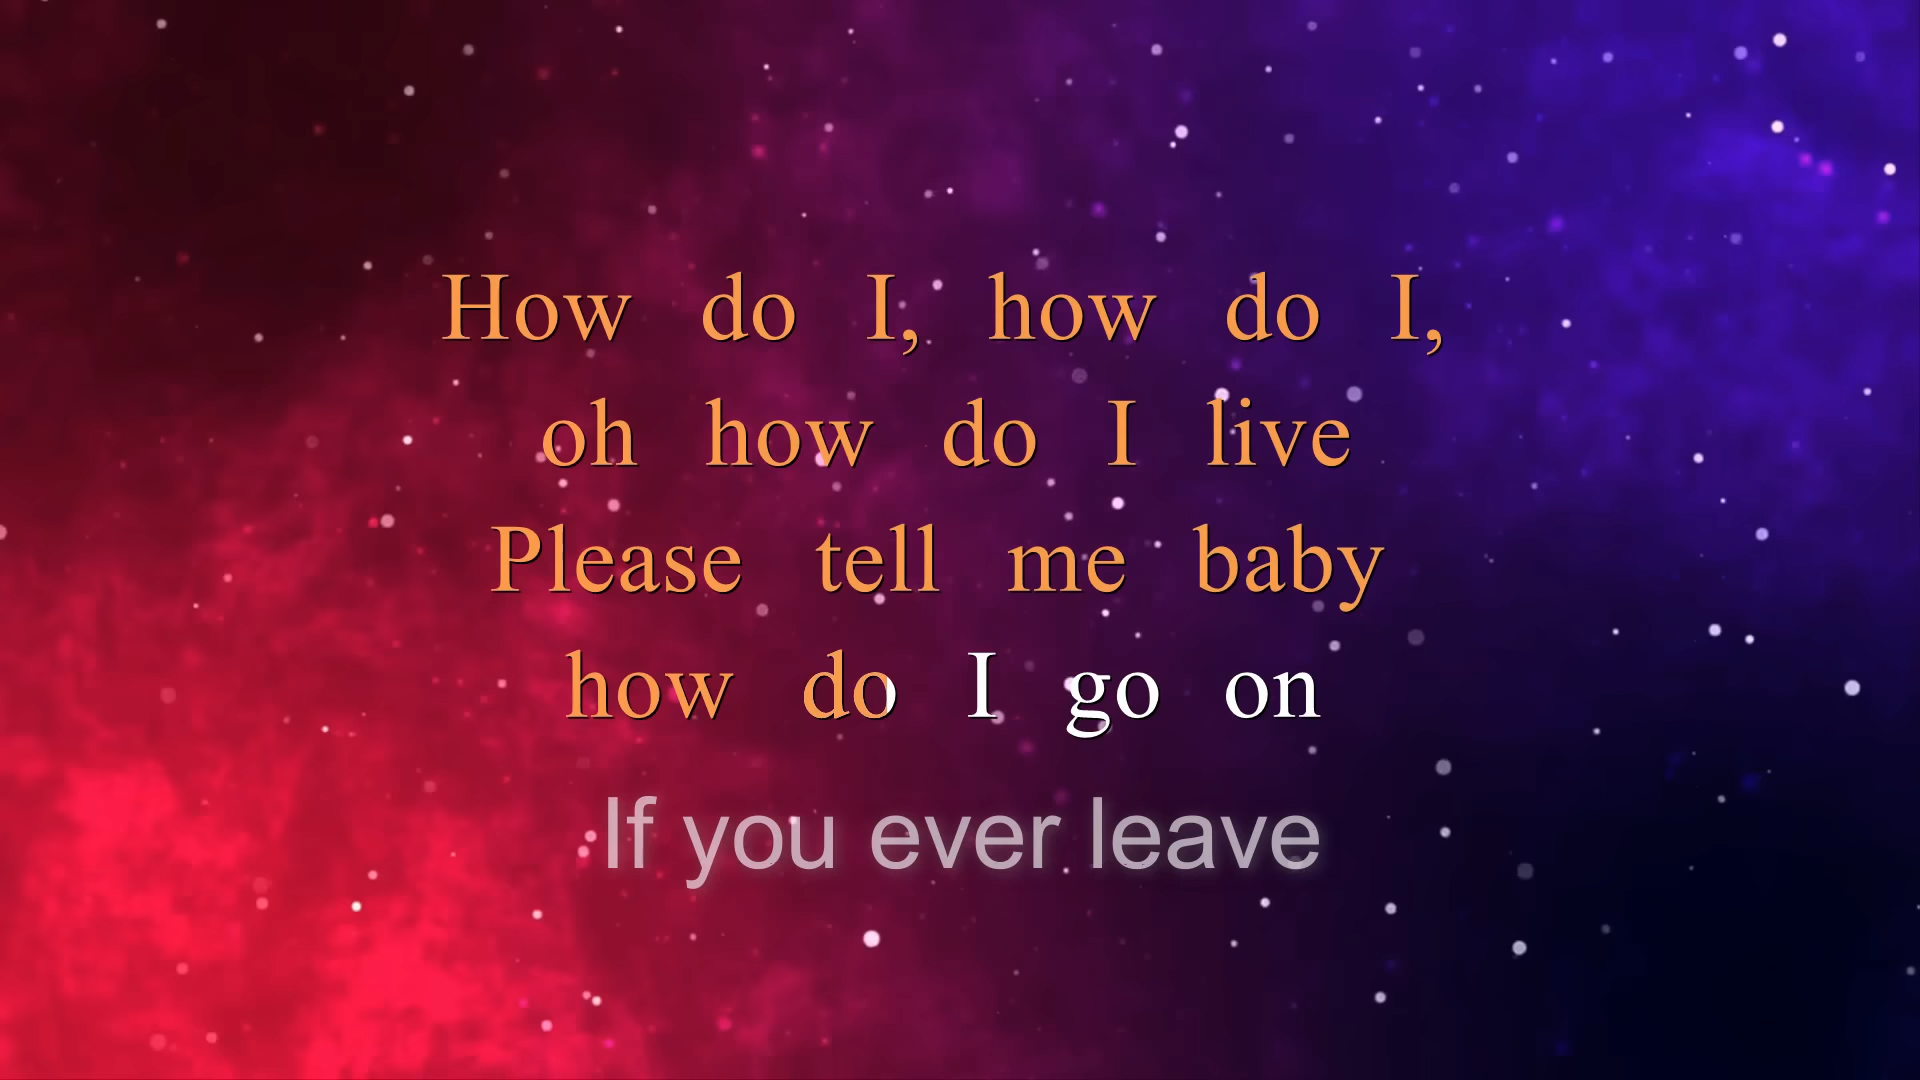 How do I, how do I,
oh how do I live
Please tell me baby
how do I go on
If you ever leave